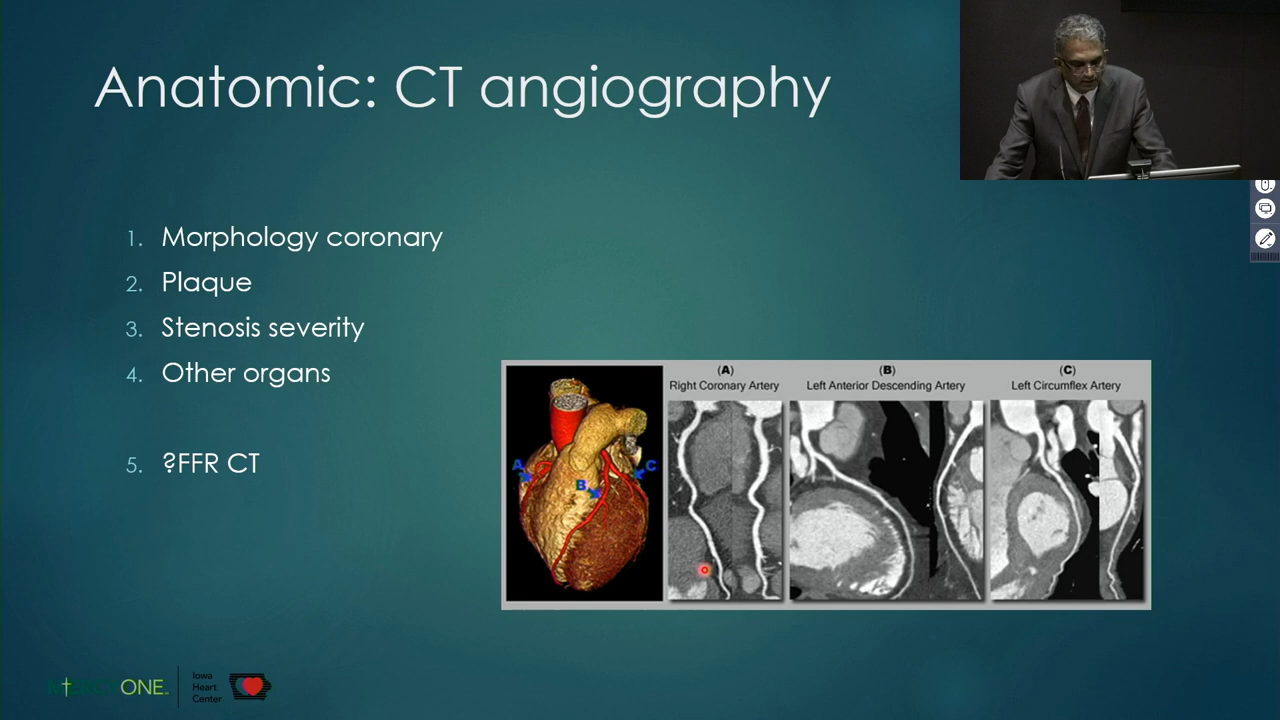 Anatomic: CT angiography
1. Morphology coronary
2. Plaque
3. Stenosis severity
4. Other organs
5. ?FFR CT
(A)
Right Coronary Artery
(B)
Left Anterior Descending Artery
(C)
Left Circumflex Artery
A
B
C
MERCYONE
Iowa
Heart
Center